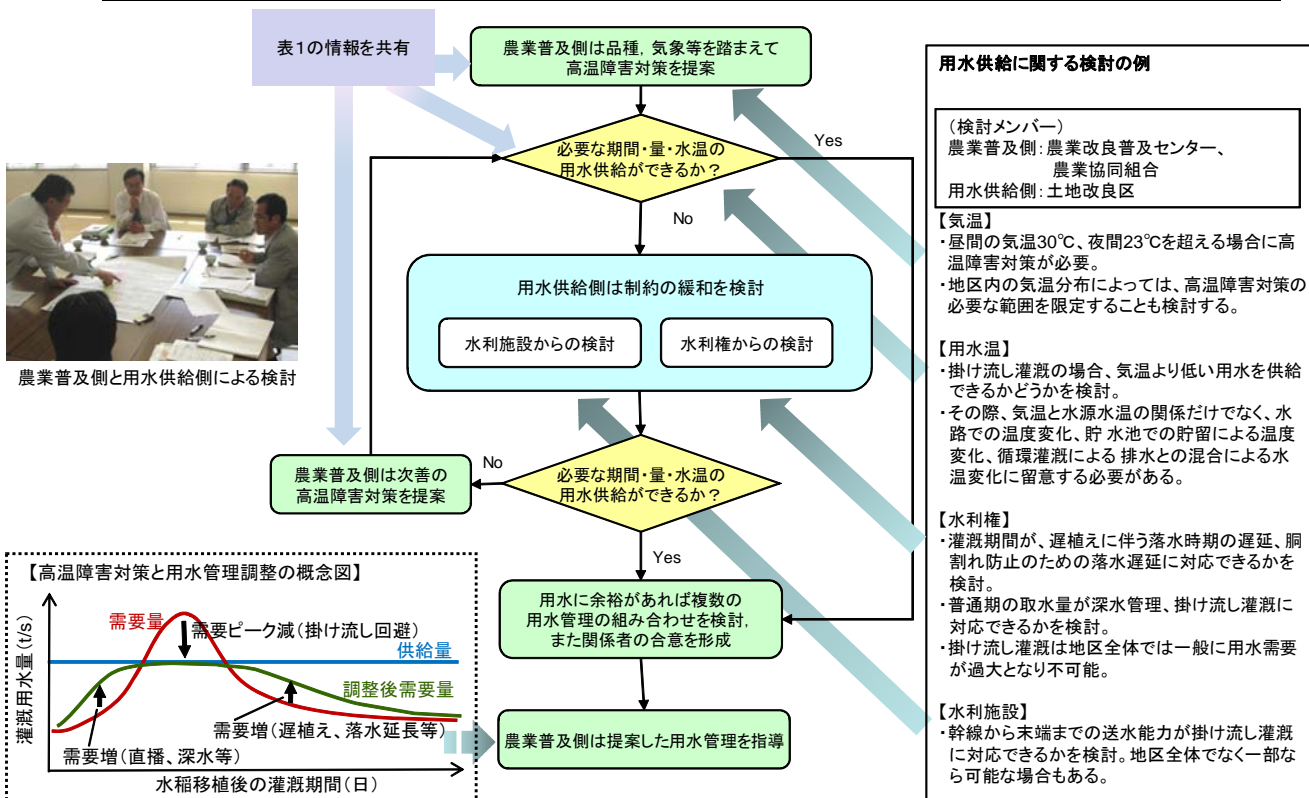 表1の情報を共有
農業普及側は品種，気象等を踏まえて
高温障害対策を提案
必要な期間・量・水温の
用水供給ができるか？
Yes
No
用水供給側は制約の緩和を検討
水利施設からの検討
水利権からの検討
農業普及側と用水供給側による検討
No
農業普及側は次善の
高温障害対策を提案
必要な期間・量・水温の
用水供給ができるか？
Yes
用水に余裕があれば複数の
用水管理の組み合わせを検討，
また関係者の合意を形成
農業普及側は提案した用水管理を指導
【高温障害対策と用水管理調整の概念図】
灌漑用水量(t/s)
需要量
需要ピーク減（掛け流し回避）
供給量
調整後需要量
需要増（遅植え、落水延長等）
需要増（直播、深水等）
水稲移植後の灌漑期間（日）
用水供給に関する検討の例
（検討メンバー）
農業普及側：農業改良普及センター、
農業協同組合
用水供給側：土地改良区
【気温】
・昼間の気温30℃、夜間23℃を超える場合に高
温障害対策が必要。
・地区内の気温分布によっては、高温障害対策の
必要な範囲を限定することも検討する。
【用水温】
・掛け流し灌漑の場合、気温より低い用水を供給
できるかどうかを検討。
・その際、気温と水源水温の関係だけでなく、水
路での温度変化、貯 水池での貯留による温度
変化、循環灌漑による 排水との混合による水
温変化に留意する必要がある。
【水利権】
・灌漑期間が、遅植えに伴う落水時期の遅延、胴
割れ防止のための落水遅延に対応できるかを
検討。
・普通期の取水量が深水管理、掛け流し灌漑に
対応できるかを検討。
・掛け流し灌漑は地区全体では一般に用水需要
が過大となり不可能。
【水利施設】
・幹線から末端までの送水能力が掛け流し灌漑
に対応できるかを検討。地区全体でなく一部な
ら可能な場合もある。